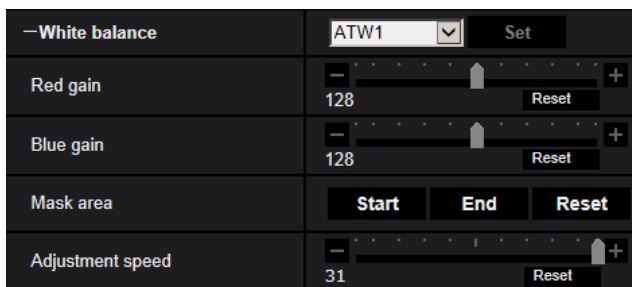 —White balance ATW1 Set
Red gain − +
128 Reset
Blue gain − +
128 Reset
Mask area Start End Reset
Adjustment speed − +
31 Reset